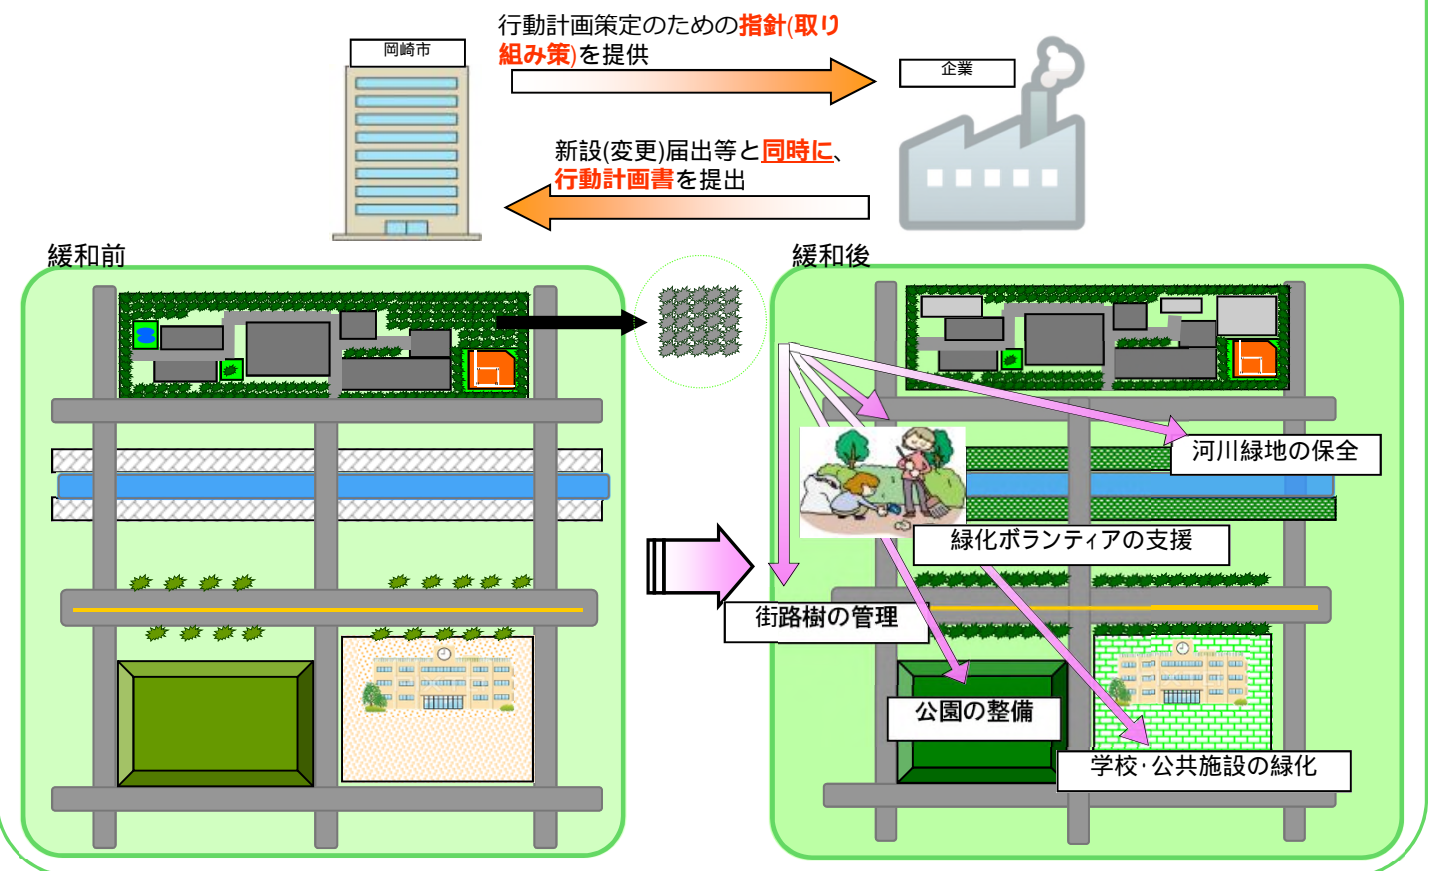 行動計画策定のための指針(取り
組み策)を提供
岡崎市
企業
新設(変更)届出等と同時に、
行動計画書を提出
緩和前
緩和後
河川緑地の保全
緑化ボランティアの支援
街路樹の管理
公園の整備
学校・公共施設の緑化